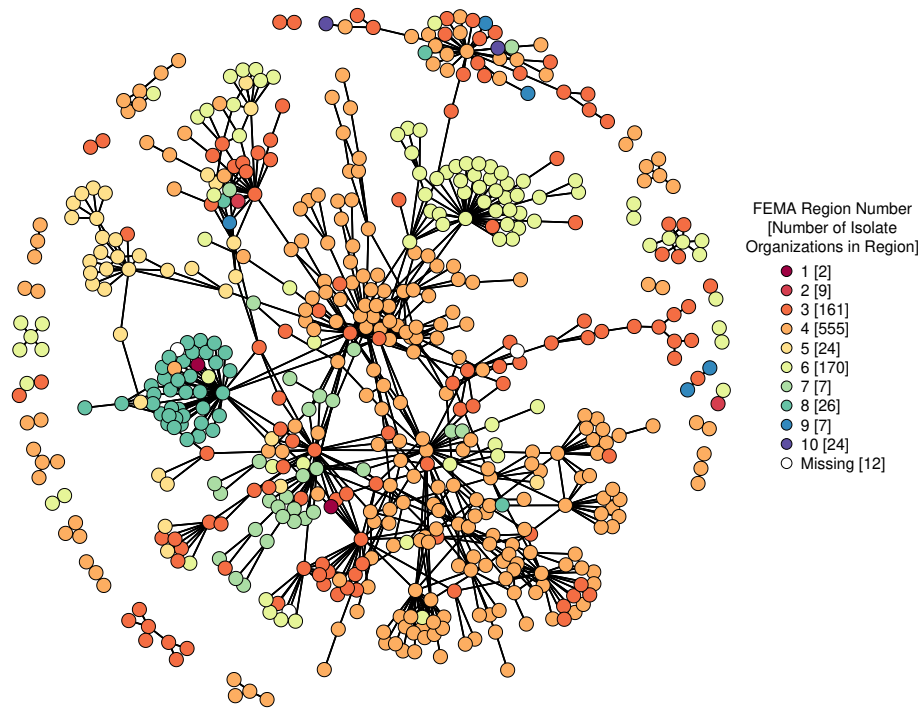 FEMA Region Number
[Number of Isolate
Organizations in Region]
1 [2]
2 [9]
3 [161]
4 [555]
5 [24]
6 [170]
7 [7]
8 [26]
9 [7]
10 [24]
Missing [12]